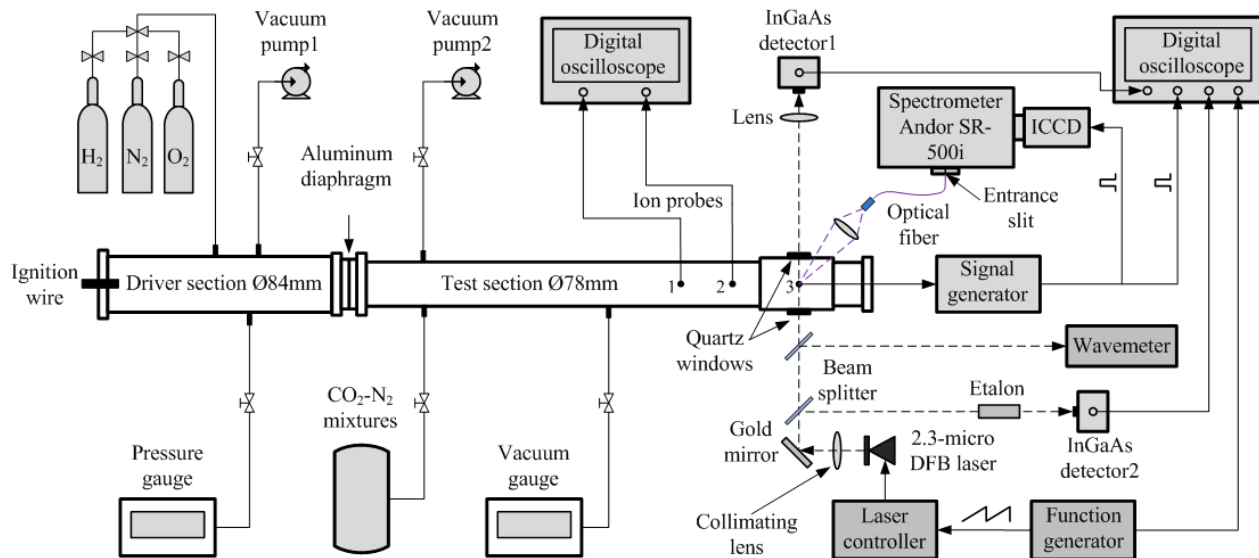 Vacuum
pump1
Vacuum
pump2
Digital
oscilloscope
InGaAs
detector1
Digital
oscilloscope
H2
N2
O2
Aluminum
diaphragm
Lens
Spectrometer
Andor SR-
500i
ICCD
Ion probes
Optical
fiber
Entrance
slit
Ignition
wire
Driver section Ø84mm
Test section Ø78mm
1
2
3
Signal
generator
Quartz
windows
Wavemeter
Beam
splitter
CO2-N2
mixtures
Etalon
Pressure
gauge
Vacuum
gauge
Gold
mirror
2.3-micro
DFB laser
InGaAs
detector2
Collimating
lens
Laser
controller
Function
generator